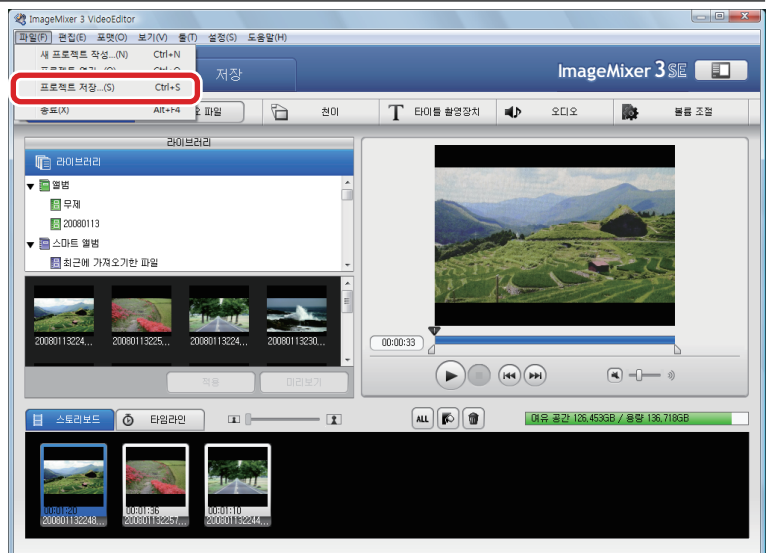 ImageMixer 3 VideoEditor
파일(F) 편집(E) 포맷(O) 보기(V) 툴(T) 설정(S) 도움말(H)
새 프로젝트 작성...(N) Ctrl+N
프로젝트 저장...(S) Ctrl+S
종료(X) Alt+F4
저장
ImageMixer 3 SE
파일
천이
T 타이틀 촬영장치
오디오
볼륨 조절
라이브러리
라이브러리
앨범
무제
20080113
스마트 앨범
최근에 가져오기한 파일
20080113224... 20080113225... 20080113224... 20080113230...
적용 미리보기
00:00:33
스토리보드 타임라인
ALL
여유 공간 126,453GB / 용량 136,718GB
00:01:20 00:01:36 00:01:10
200801132248... 200801132257... 200801132244...